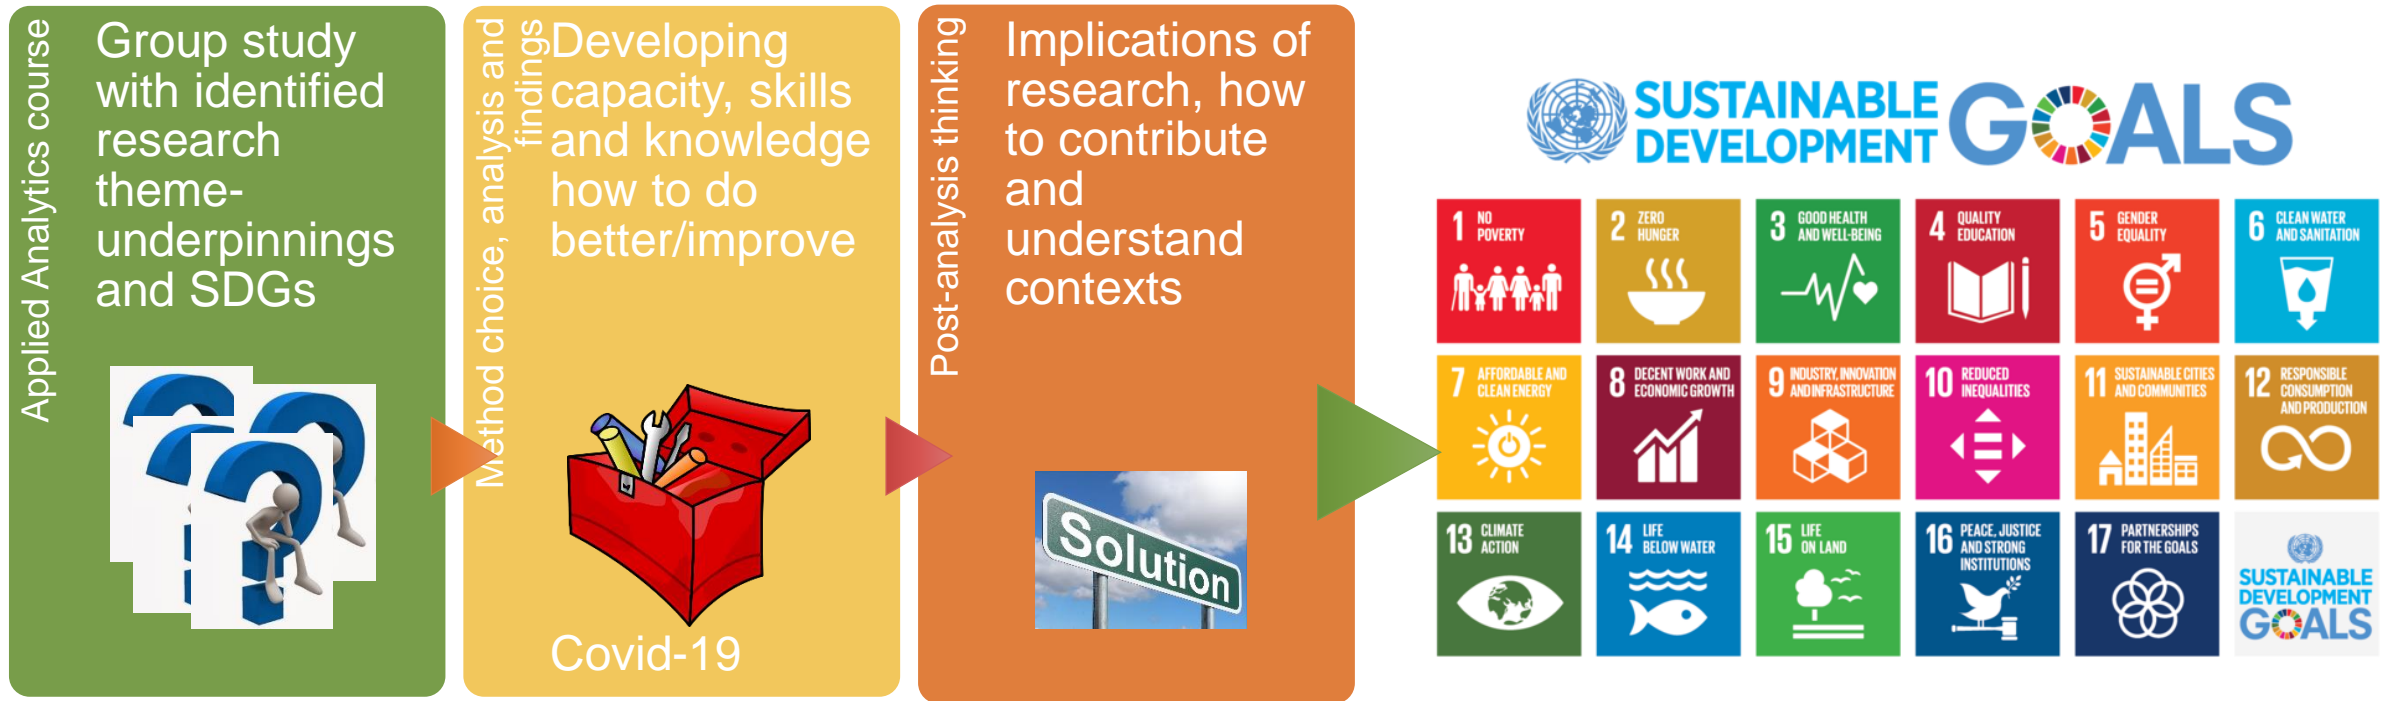 Applied Analytics course
Group study
with identified
research
theme-
underpinnings
and SDGs
Method choice, analysis and
findings
Developing
capacity, skills
and knowledge
how to do
better/improve
Covid-19
Post-analysis thinking
Implications of
research, how
to contribute
and
understand
contexts
Solution
SUSTAINABLE
DEVELOPMENT
GOALS
1 NO
POVERTY
2 ZERO
HUNGER
3 GOOD HEALTH
AND WELL-BEING
4 QUALITY
EDUCATION
5 GENDER
EQUALITY
6 CLEAN WATER
AND SANITATION
7 AFFORDABLE AND
CLEAN ENERGY
8 DECENT WORK AND
ECONOMIC GROWTH
9 INDUSTRY, INNOVATION
AND INFRASTRUCTURE
10 REDUCED
INEQUALITIES
11 SUSTAINABLE CITIES
AND COMMUNITIES
12 RESPONSIBLE
CONSUMPTION
AND PRODUCTION
13 CLIMATE
ACTION
14 LIFE
BELOW WATER
15 LIFE
ON LAND
16 PEACE, JUSTICE
AND STRONG
INSTITUTIONS
17 PARTNERSHIPS
FOR THE GOALS
SUSTAINABLE
DEVELOPMENT
GOALS